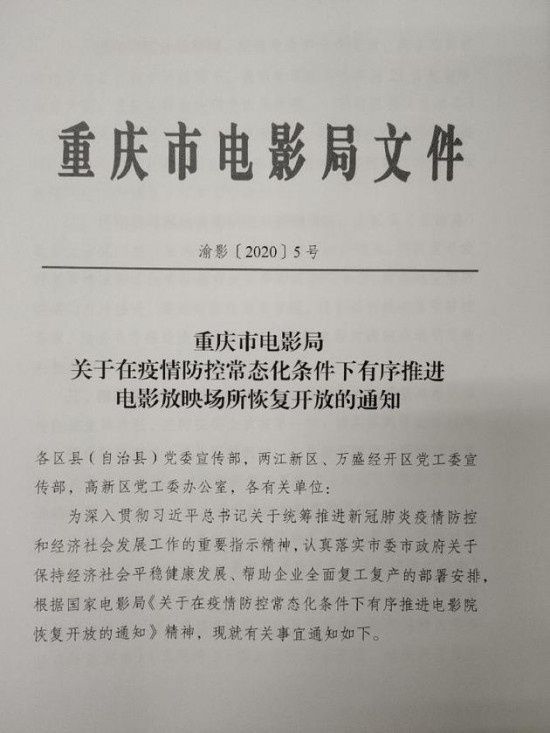 重庆市电影局文件
渝影〔2020〕5号
重庆市电影局
关于在疫情防控常态化条件下有序推进
电影放映场所恢复开放的通知
各区县（自治县）党委宣传部，两江新区、万盛经开区党工委宣
传部，高新区党工委办公室，各有关单位：
为深入贯彻习近平总书记关于统筹推进新冠肺炎疫情防控
和经济社会发展工作的重要指示精神，认真落实市委市政府关于
保持经济社会平稳健康发展、帮助企业全面复工复产的部署安排，
根据国家电影局《关于在疫情防控常态化条件下有序推进电影院
恢复开放的通知》精神，现就有关事宜通知如下。